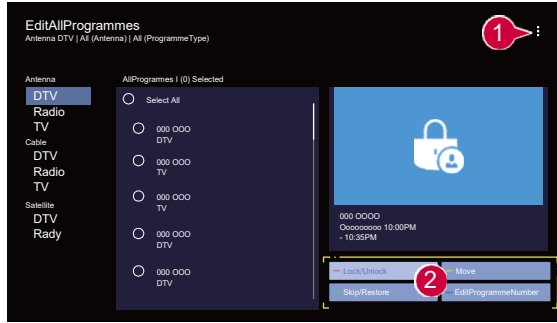 EditAllProgrammes
Antenna DTV | All (Antenna) | All (ProgrammeType)
1
Antenna
DTV
Radio
TV
Cable
DTV
Radio
TV
Satellite
DTV
Rady
AllProgrames I (0) Selected
Select All
000 OOO
DTV
000 OOO
TV
000 OOO
TV
000 OOO
DTV
000 OOO
DTV
000 OOOO
Ooooooooo 10:00PM
- 10:35PM
Lock/Unlock
Move
2
Skip/Restore
EditProgrammeNumber